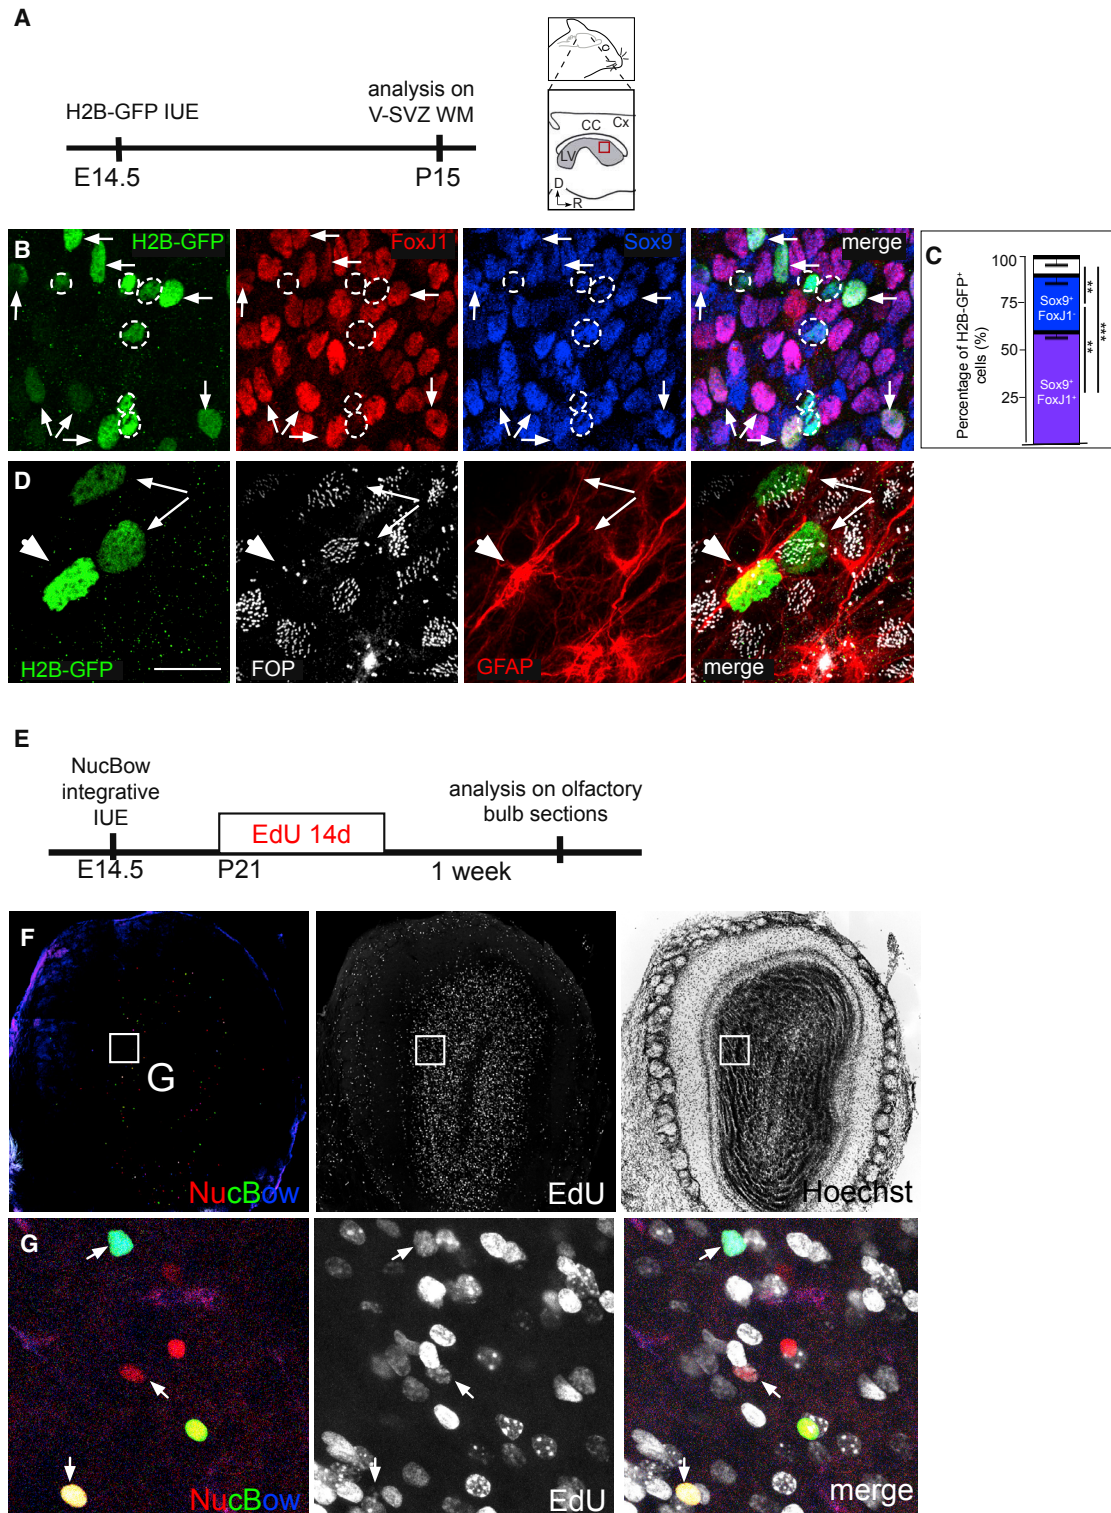 A
H2B-GFP IUE
analysis on
V-SVZ WM
E14.5
P15
CC
Cx
LV
D
R
B
H2B-GFP
FoxJ1
Sox9
merge
C
Percentage of H2B-GFP⁺
cells (%)
100
75
50
25
Sox9⁺
FoxJ1⁻
Sox9⁺
FoxJ1⁺
**
**
***
D
H2B-GFP
FOP
GFAP
merge
E
NucBow
integrative
IUE
EdU 14d
analysis on olfactory
bulb sections
E14.5
P21
1 week
F
G
NucBow
EdU
Hoechst
G
NucBow
EdU
merge